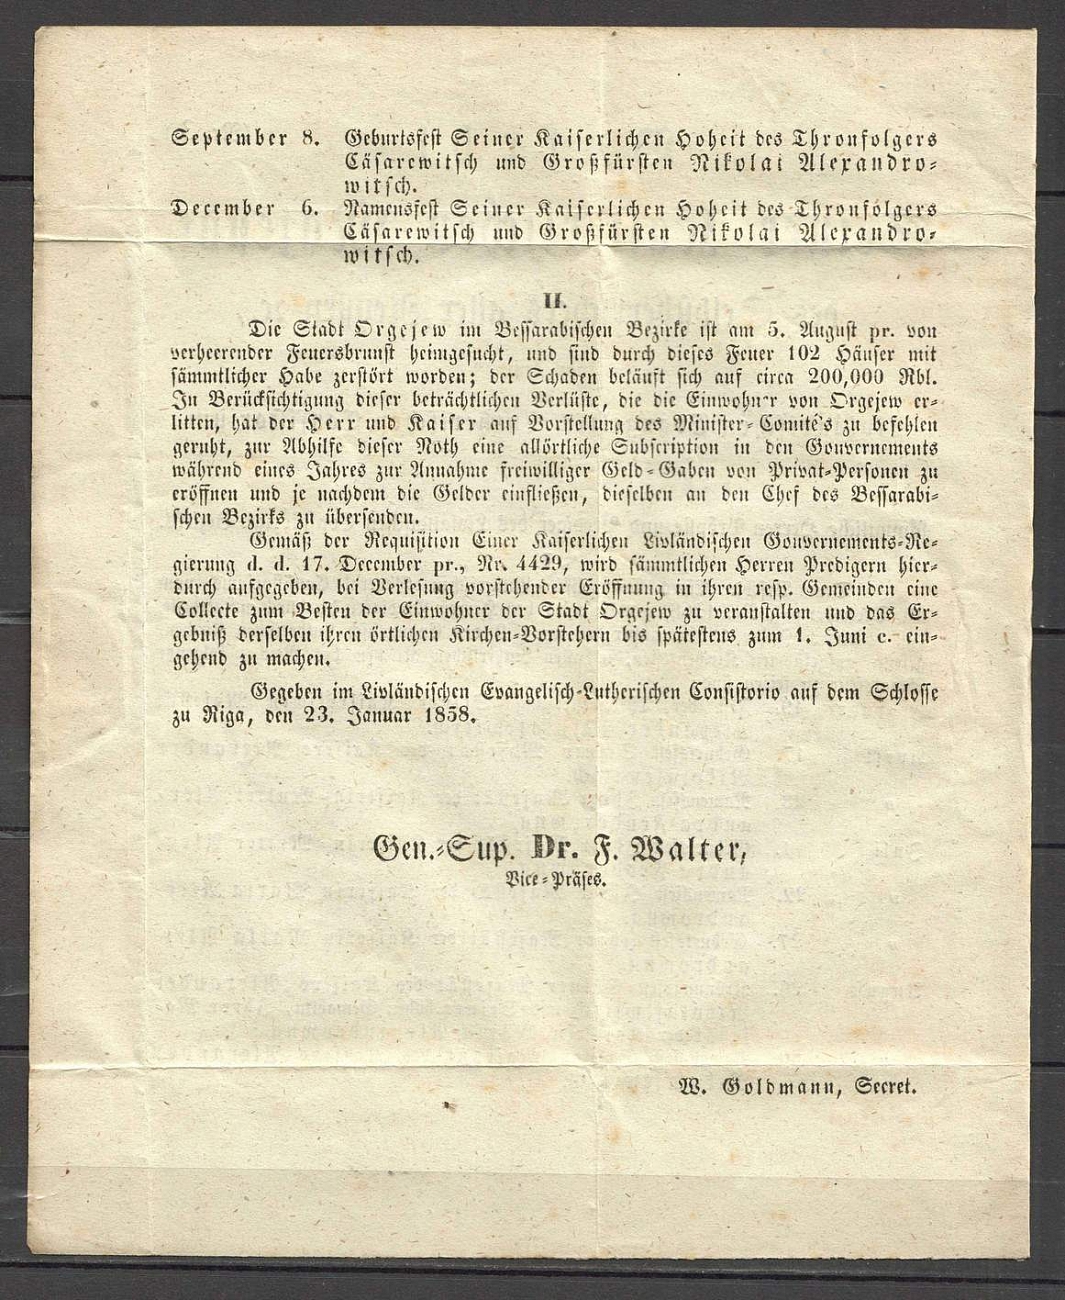 September 8. Geburtsfest Seiner Kaiserlichen Hoheit des Thronfolgers
Cäsarewitsch und Großfürsten Nikolai Alexandro-
witsch.
December 6. Namensfest Seiner Kaiserlichen Hoheit des Thronfolgers
Cäsarewitsch und Großfürsten Nikolai Alexandro-
witsch.
II.
Die Stadt Orgejew im Bessarabischen Bezirke ist am 5. August pr. von
verheerender Feuersbrunst heimgesucht, und sind durch dieses Feuer 102 Häuser mit
sämmtlicher Habe zerstört worden; der Schaden beläuft sich auf circa 200,000 Rbl.
In Berücksichtigung dieser beträchtlichen Verlüste, die die Einwohner von Orgejew er-
litten, hat der Herr und Kaiser auf Vorstellung des Minister-Comité's zu befehlen
geruht, zur Abhilfe dieser Noth eine allörtliche Subscription in den Gouvernements
während eines Jahres zur Annahme freiwilliger Geld-Gaben von Privat-Personen zu
eröffnen und je nachdem die Gelder einfließen, dieselben an den Chef des Bessarabi-
schen Bezirks zu übersenden.
Gemäß der Requisition Einer Kaiserlichen Livländischen Gouvernements-Re-
gierung d. d. 17. December pr., Nr. 4429, wird sämmtlichen Herren Predigern hier-
durch aufgegeben, bei Verlesung vorstehender Eröffnung in ihren resp. Gemeinden eine
Collecte zum Besten der Einwohner der Stadt Orgejew zu veranstalten und das Er-
gebniß derselben ihren örtlichen Kirchen-Vorstehern bis spätestens zum 1. Juni c. ein-
gehend zu machen.
Gegeben im Livländischen Evangelisch-Lutherischen Consistorio auf dem Schlosse
zu Riga, den 23. Januar 1858.
Gen.-Sup. Dr. F. Walter,
Vice-Präses.
W. Goldmann, Secret.